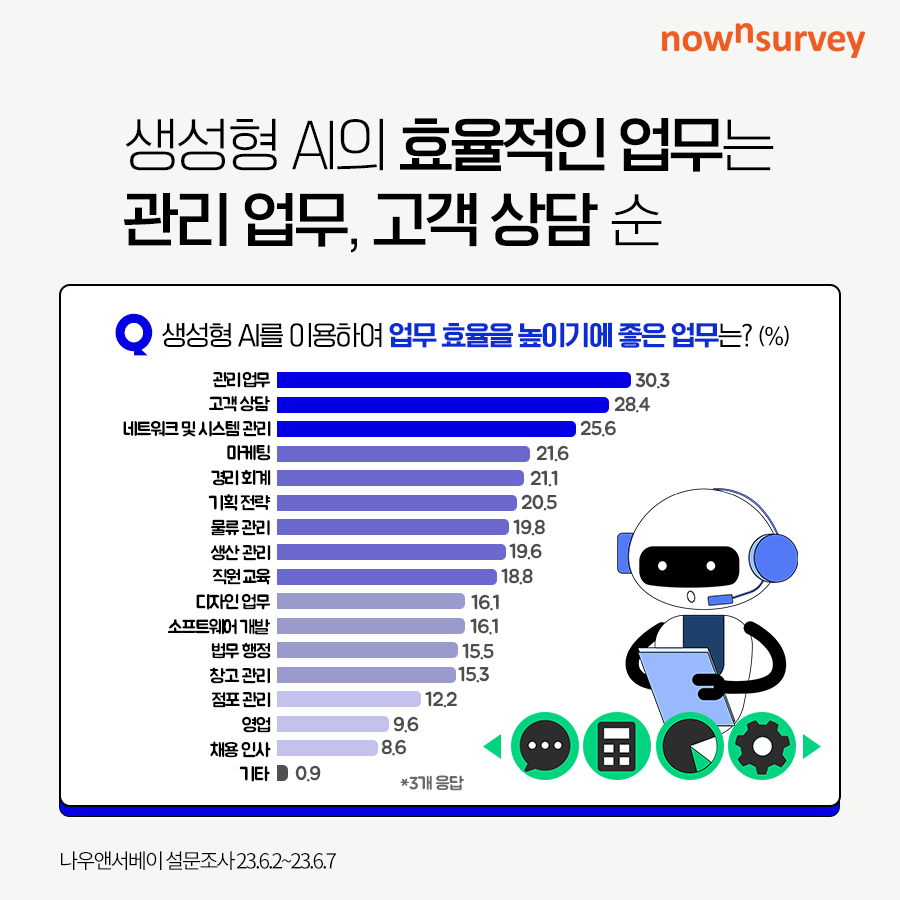 nownsurvey
생성형 AI의 효율적인 업무는
관리 업무, 고객 상담 순
Q 생성형 AI를 이용하여 업무 효율을 높이기에 좋은 업무는? (%)
관리 업무 30.3
고객 상담 28.4
네트워크 및 시스템 관리 25.6
마케팅 21.6
경리 회계 21.1
기획 전략 20.5
물류 관리 19.8
생산 관리 19.6
직원 교육 18.8
디자인 업무 16.1
소프트웨어 개발 16.1
법무 행정 15.5
창고 관리 15.3
점포 관리 12.2
영업 9.6
채용 인사 8.6
기타 0.9
*3개 응답
나우앤서베이 설문조사 23.6.2~23.6.7